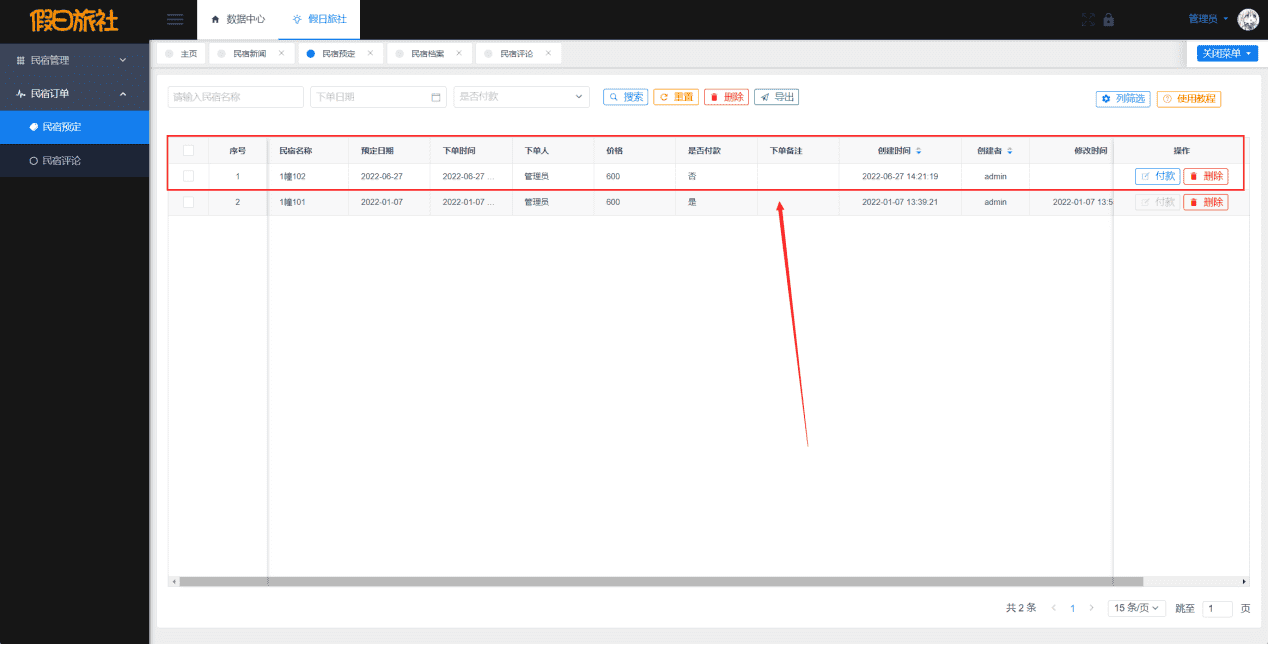 假日旅社
数据中心
假日旅社
管理员
民宿管理
民宿订单
民宿预定
民宿评论
主页
民宿新闻
民宿预定
民宿档案
民宿评论
关闭菜单
请输入民宿名称
下单日期
是否付款
搜索
重置
删除
导出
列筛选
使用教程
序号 民宿名称 预定日期 下单时间 下单人 价格 是否付款 下单备注 创建时间 创建者 修改时间 操作
1 1幢102 2022-06-27 2022-06-27 ... 管理员 600 否 2022-06-27 14:21:19 admin 付款 删除
2 1幢101 2022-01-07 2022-01-07 ... 管理员 600 是 2022-01-07 13:39:21 admin 2022-01-07 13:5 付款 删除
共 2 条 1 15 条/页 跳至 1 页